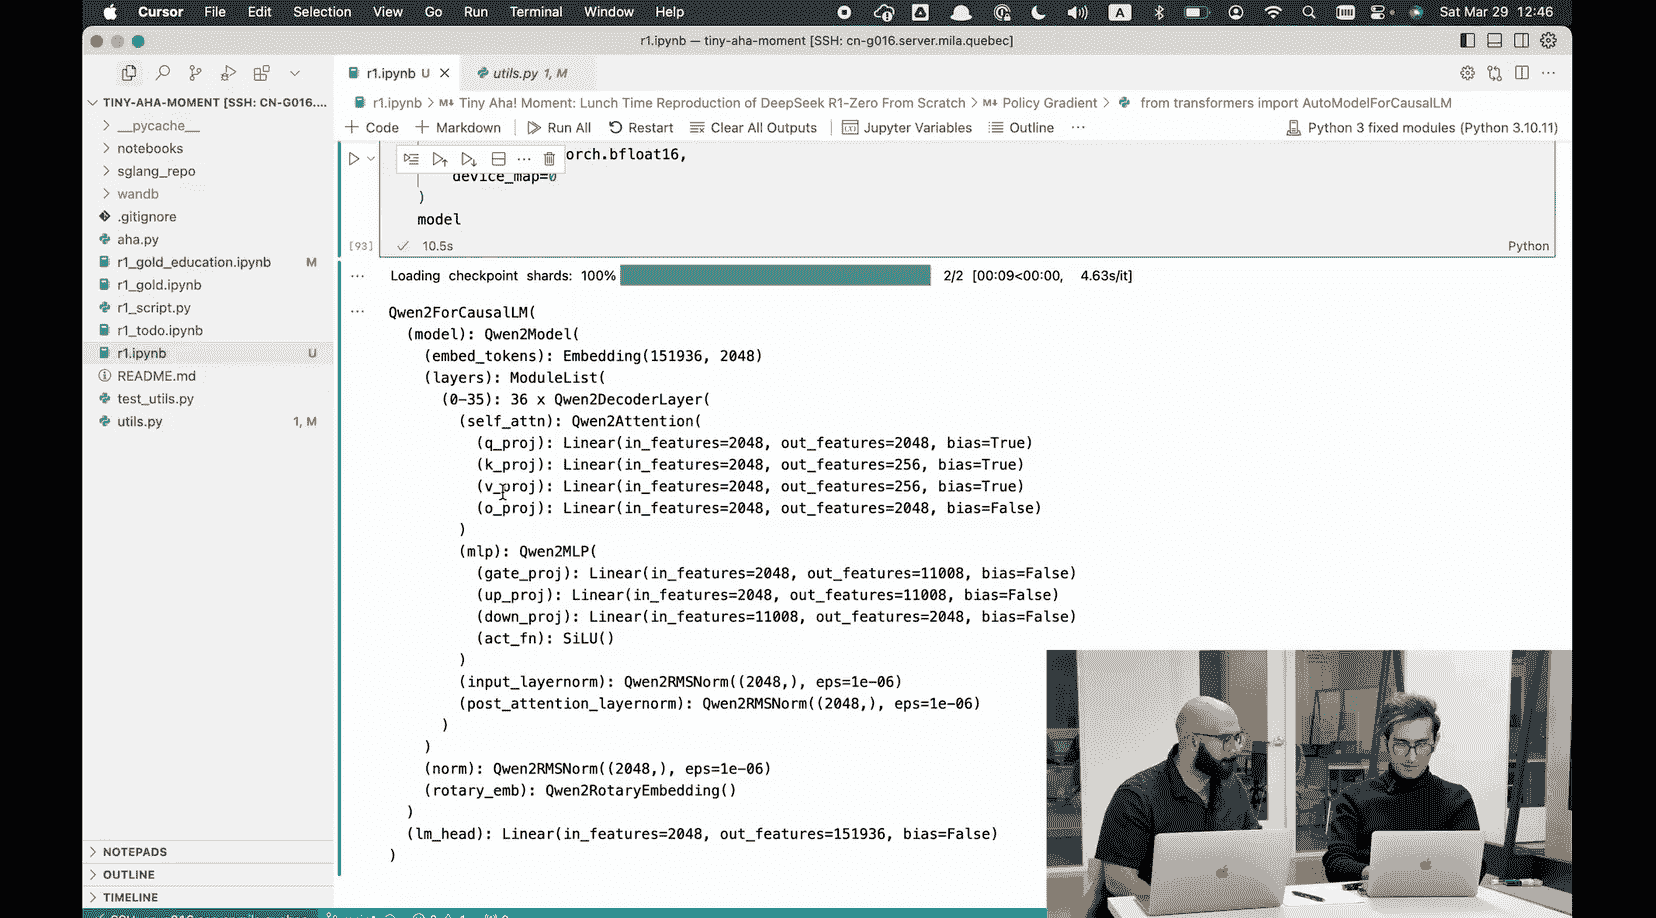 Cursor File Edit Selection View Go Run Terminal Window Help A Sat Mar 29 12:46
r1.ipynb — tiny-aha-moment [SSH: cn-g016.server.mila.quebec]
r1.ipynb U utils.py 1, M
TINY-AHA-MOMENT [SSH: CN-G016....
r1.ipynb > M↓ Tiny Aha! Moment: Lunch Time Reproduction of DeepSeek R1-Zero From Scratch > M↓ Policy Gradient > from transformers import AutoModelForCausalLM
+ Code + Markdown Run All Restart Clear All Outputs Jupyter Variables Outline ··· Python 3 fixed modules (Python 3.10.11)
__pycache__
notebooks
sglang_repo
wandb
.gitignore
aha.py
r1_gold_education.ipynb M
r1_gold.ipynb
r1_script.py
r1_todo.ipynb
r1.ipynb U
README.md
test_utils.py
utils.py 1, M
NOTEPADS
OUTLINE
TIMELINE
orch.bfloat16,
device_map=0
)
model
[93] 10.5s Python
Loading checkpoint shards: 100% 2/2 [00:09<00:00, 4.63s/it]
Qwen2ForCausalLM(
(model): Qwen2Model(
(embed_tokens): Embedding(151936, 2048)
(layers): ModuleList(
(0-35): 36 x Qwen2DecoderLayer(
(self_attn): Qwen2Attention(
(q_proj): Linear(in_features=2048, out_features=2048, bias=True)
(k_proj): Linear(in_features=2048, out_features=256, bias=True)
(v_proj): Linear(in_features=2048, out_features=256, bias=True)
(o_proj): Linear(in_features=2048, out_features=2048, bias=False)
)
(mlp): Qwen2MLP(
(gate_proj): Linear(in_features=2048, out_features=11008, bias=False)
(up_proj): Linear(in_features=2048, out_features=11008, bias=False)
(down_proj): Linear(in_features=11008, out_features=2048, bias=False)
(act_fn): SiLU()
)
(input_layernorm): Qwen2RMSNorm((2048,), eps=1e-06)
(post_attention_layernorm): Qwen2RMSNorm((2048,), eps=1e-06)
)
)
(norm): Qwen2RMSNorm((2048,), eps=1e-06)
(rotary_emb): Qwen2RotaryEmbedding()
)
(lm_head): Linear(in_features=2048, out_features=151936, bias=False)
)